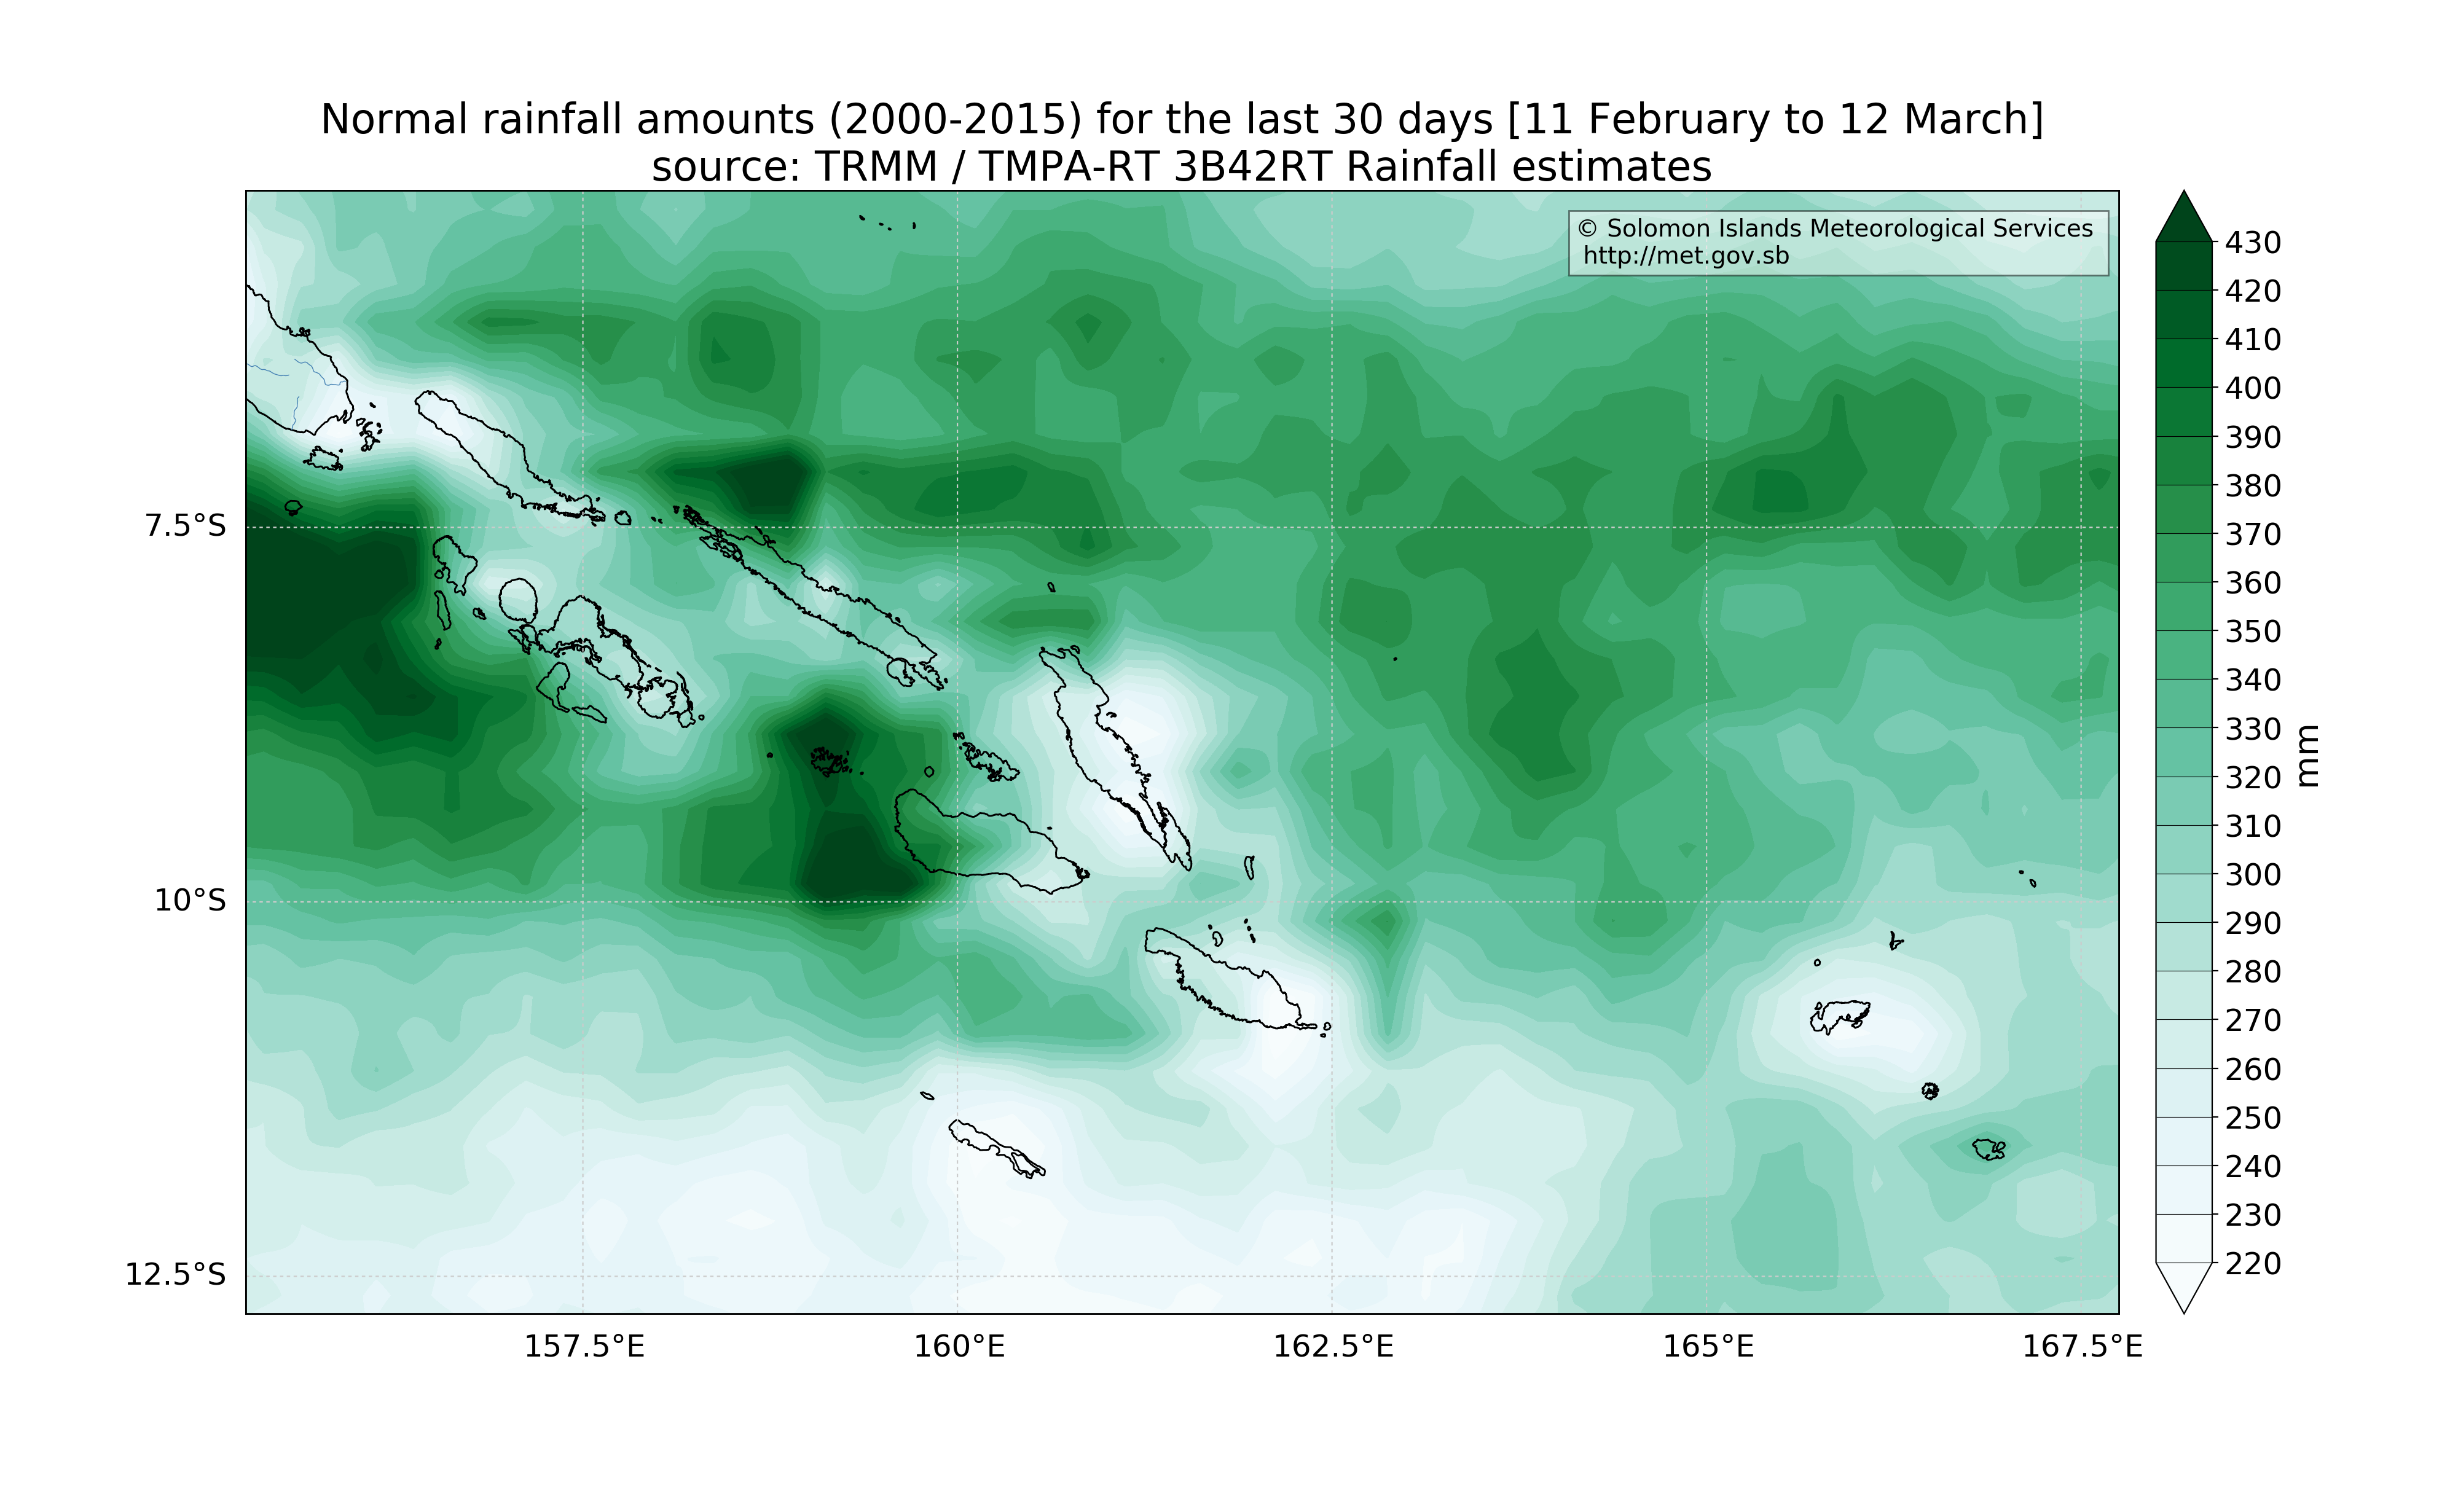 Normal rainfall amounts (2000-2015) for the last 30 days [11 February to 12 March]
source: TRMM / TMPA-RT 3B42RT Rainfall estimates
© Solomon Islands Meteorological Services
http://met.gov.sb
7.5°S
10°S
12.5°S
157.5°E
160°E
162.5°E
165°E
167.5°E
430
420
410
400
390
380
370
360
350
340
330
320
310
300
290
280
270
260
250
240
230
220
mm